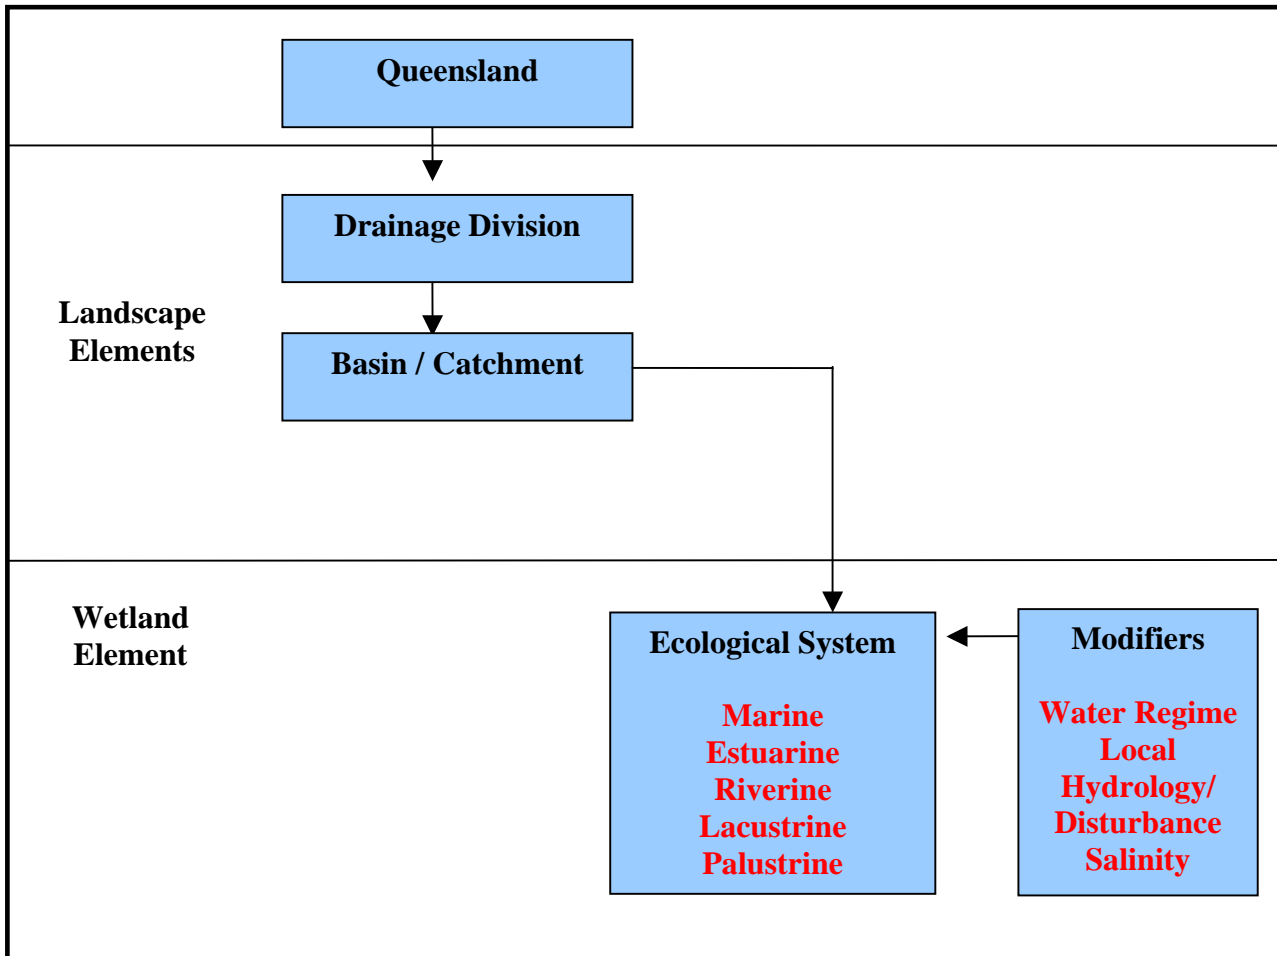 Queensland
Drainage Division
Landscape
Elements
Basin / Catchment
Wetland
Element
Ecological System
Marine
Estuarine
Riverine
Lacustrine
Palustrine
Modifiers
Water Regime
Local
Hydrology/
Disturbance
Salinity